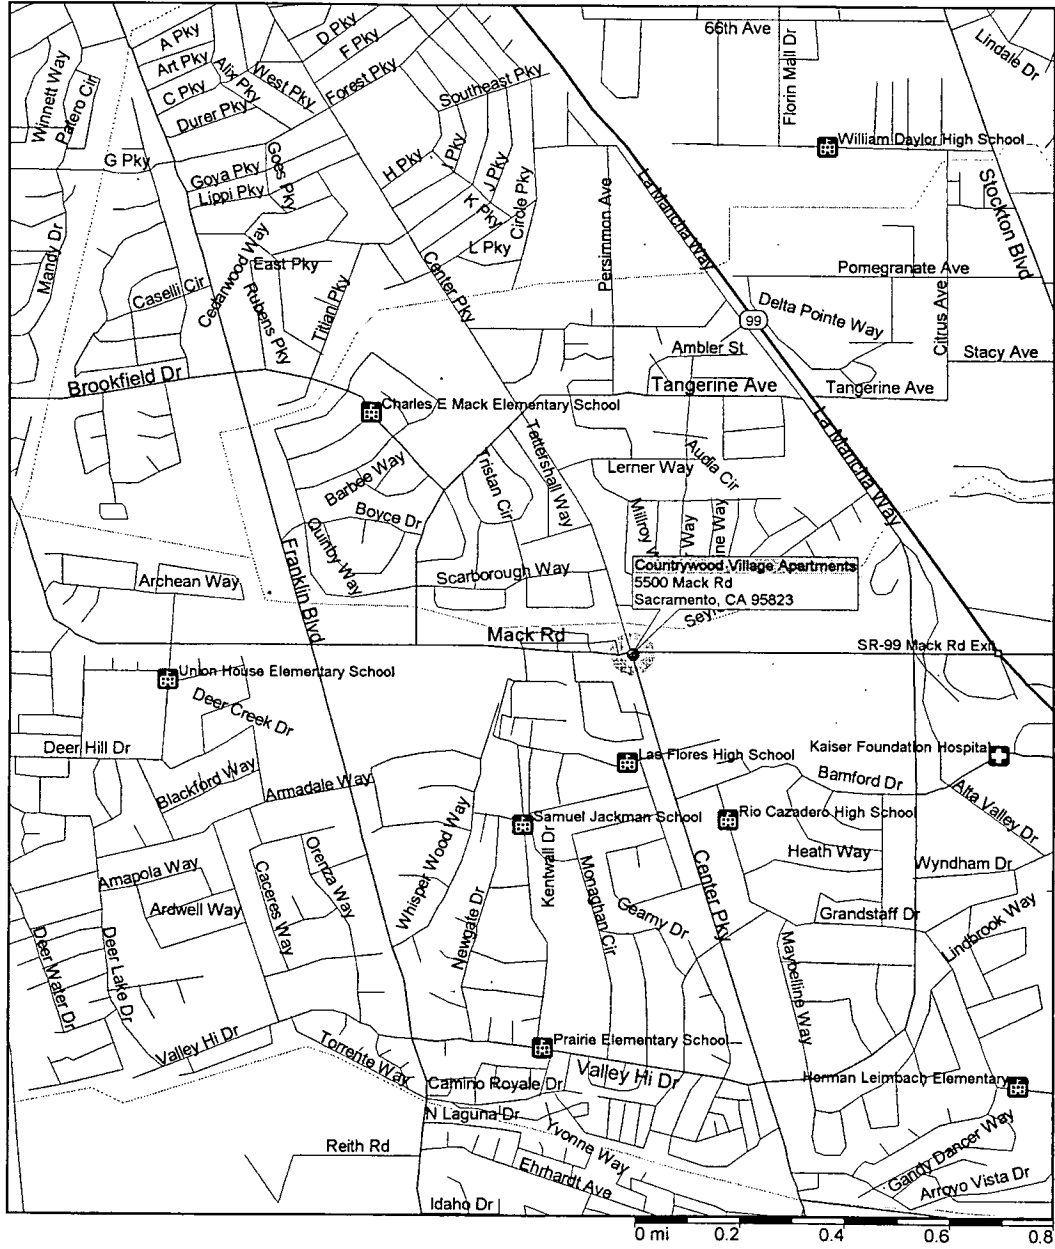 A Pky
D Pky
F Pky
66th Ave
Lindale Dr
Winnett Way
Patero Cir
Art Pky
Alix Pky
West Pky
Forest Pky
Southeast Pky
Florin Mall Dr
C Pky
Durer Pky
William Daylor High School
G Pky
Goya Pky
Goes Pky
H Pky
I Pky
J Pky
Circle Pky
La Mancha Way
Stockton Blvd
Lippi Pky
K Pky
L Pky
Persimmon Ave
Mandy Dr
Cedarwood Way
East Pky
Center Pky
Pomegranate Ave
Caselli Cir
Rubens Pky
Titian Pky
99
Delta Pointe Way
Citrus Ave
Ambler St
Stacy Ave
Brookfield Dr
Tangerine Ave
Tangerine Ave
Charles E Mack Elementary School
La Mancha Way
Tettershall Way
Audia Cir
Barbee Way
Tristan Cir
Lerner Way
Boyce Dr
Millroy
Way
ine Way
Quinby Way
Franklin Blvd
Archean Way
Scarborough Way
Countrywood Village Apartments
5500 Mack Rd
Sacramento, CA 95823
Mack Rd
SR-99 Mack Rd Exit
Union House Elementary School
Deer Creek Dr
Deer Hill Dr
Las Flores High School
Kaiser Foundation Hospital
Blackford Way
Armadale Way
Bamford Dr
Alta Valley Dr
Samuel Jackman School
Rio Cazadero High School
Whisper Wood Way
Kentwall Dr
Heath Way
Wyndham Dr
Amapola Way
Orenza Way
Caceres Way
Monaghan Cir
Center Pky
Ardwell Way
Gearny Dr
Grandstaff Dr
Lindbrook Way
Newgate Dr
Deer Water Dr
Deer Lake Dr
Maybelline Way
Valley Hi Dr
Torrente Way
Prairie Elementary School
Valley Hi Dr
Camino Royale Dr
Herman Leimbach Elementary
N Laguna Dr
Yvonne Way
Gandy Dancer Way
Reith Rd
Ehrhardt Ave
Arroyo Vista Dr
Idaho Dr
0 mi 0.2 0.4 0.6 0.8